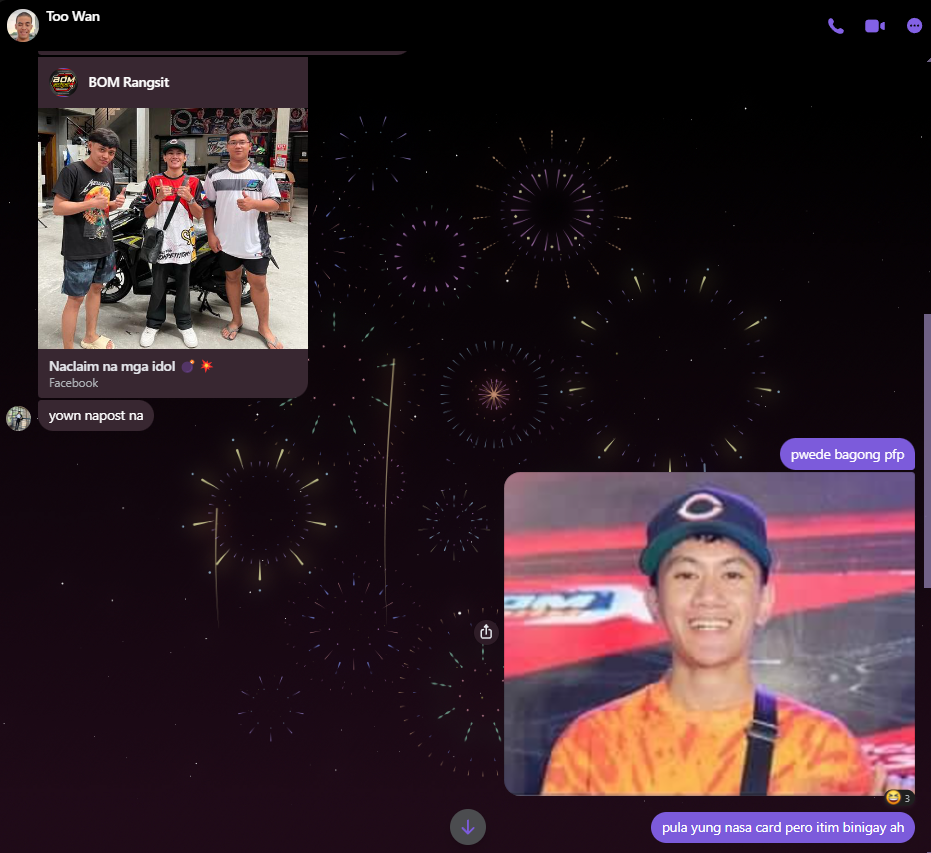 Too Wan
BOM
BOM Rangsit
Naclaim na mga idol 💣 💥
Facebook
yown napost na
pwede bagong pfp
3
pula yung nasa card pero itim binigay ah